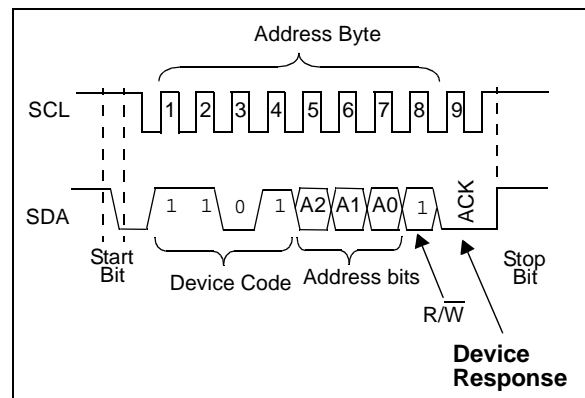 Address Byte
SCL 1 2 3 4 5 6 7 8 9
SDA 1 1 0 1 A2 A1 A0 1 ACK
Start
Bit
Device Code
Address bits
Stop
Bit
R/W̅
Device
Response